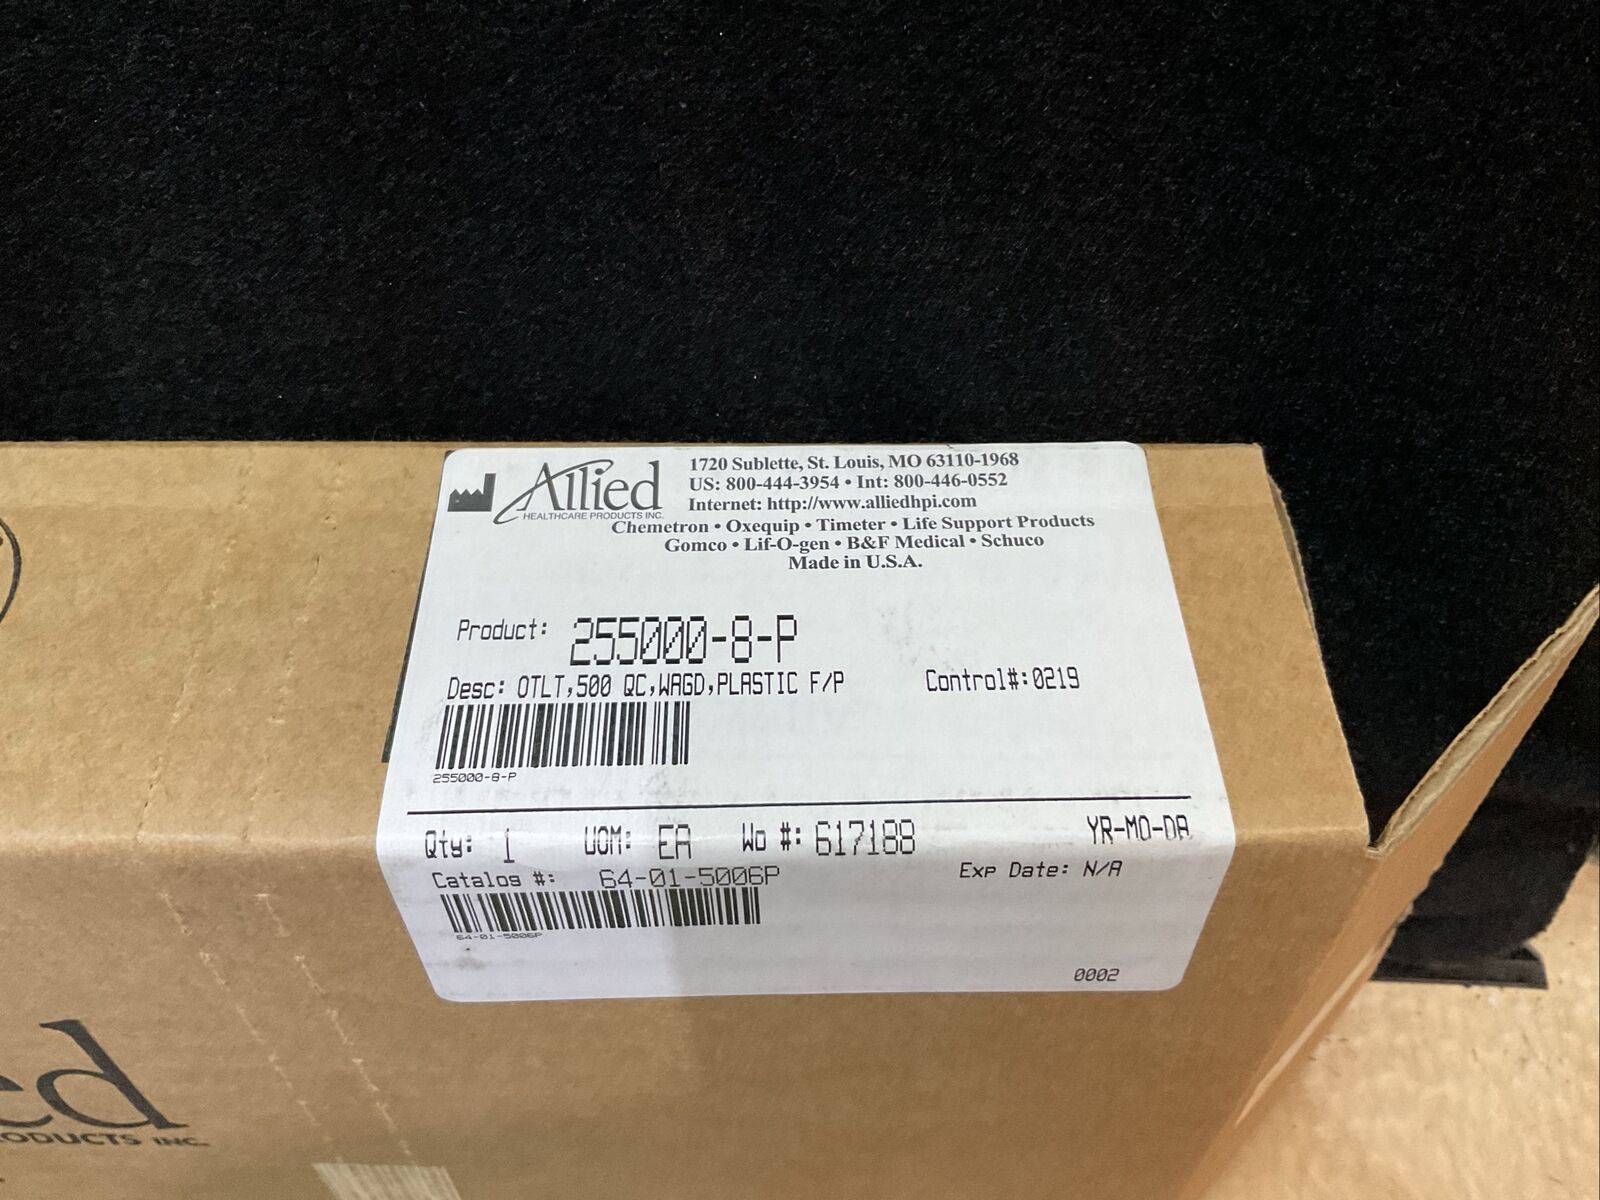 Allied
HEALTHCARE PRODUCTS INC.
1720 Sublette, St. Louis, MO 63110-1968
US: 800-444-3954 • Int: 800-446-0552
Internet: http://www.alliedhpi.com
Chemetron • Oxequip • Timeter • Life Support Products
Gomco • Lif-O-gen • B&F Medical • Schuco
Made in U.S.A.
Product: 255000-8-P
Desc: OTLT,500 QC,WAGD,PLASTIC F/P Control#:0219
255000-8-P
Qty: 1 UOM: EA Wo #: 617188 YR-MO-DA
Catalog #: 64-01-5006P Exp Date: N/A
64-01-5006P
0002
ed
ODUCTS INC.